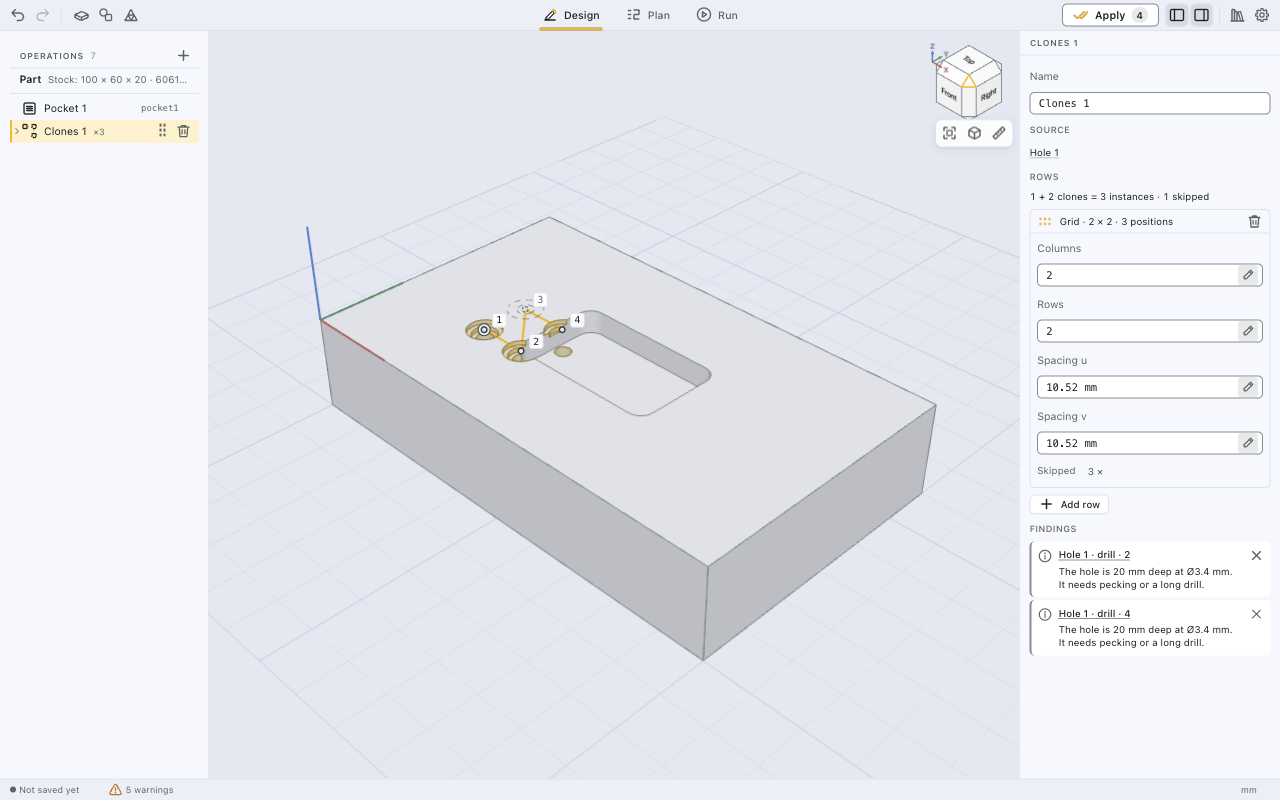 Design
Plan
Run
Apply 4
OPERATIONS 7
Part Stock: 100 × 60 × 20 · 6061...
Pocket 1 pocket1
Clones 1 ×3
Z
Y
X
Top
Front
Right
1
2
3
4
CLONES 1
Name
Clones 1
SOURCE
Hole 1
ROWS
1 + 2 clones = 3 instances · 1 skipped
Grid · 2 × 2 · 3 positions
Columns
2
Rows
2
Spacing u
10.52 mm
Spacing v
10.52 mm
Skipped 3 ×
Add row
FINDINGS
Hole 1 · drill · 2
The hole is 20 mm deep at Ø3.4 mm.
It needs pecking or a long drill.
Hole 1 · drill · 4
The hole is 20 mm deep at Ø3.4 mm.
It needs pecking or a long drill.
Not saved yet
5 warnings
mm